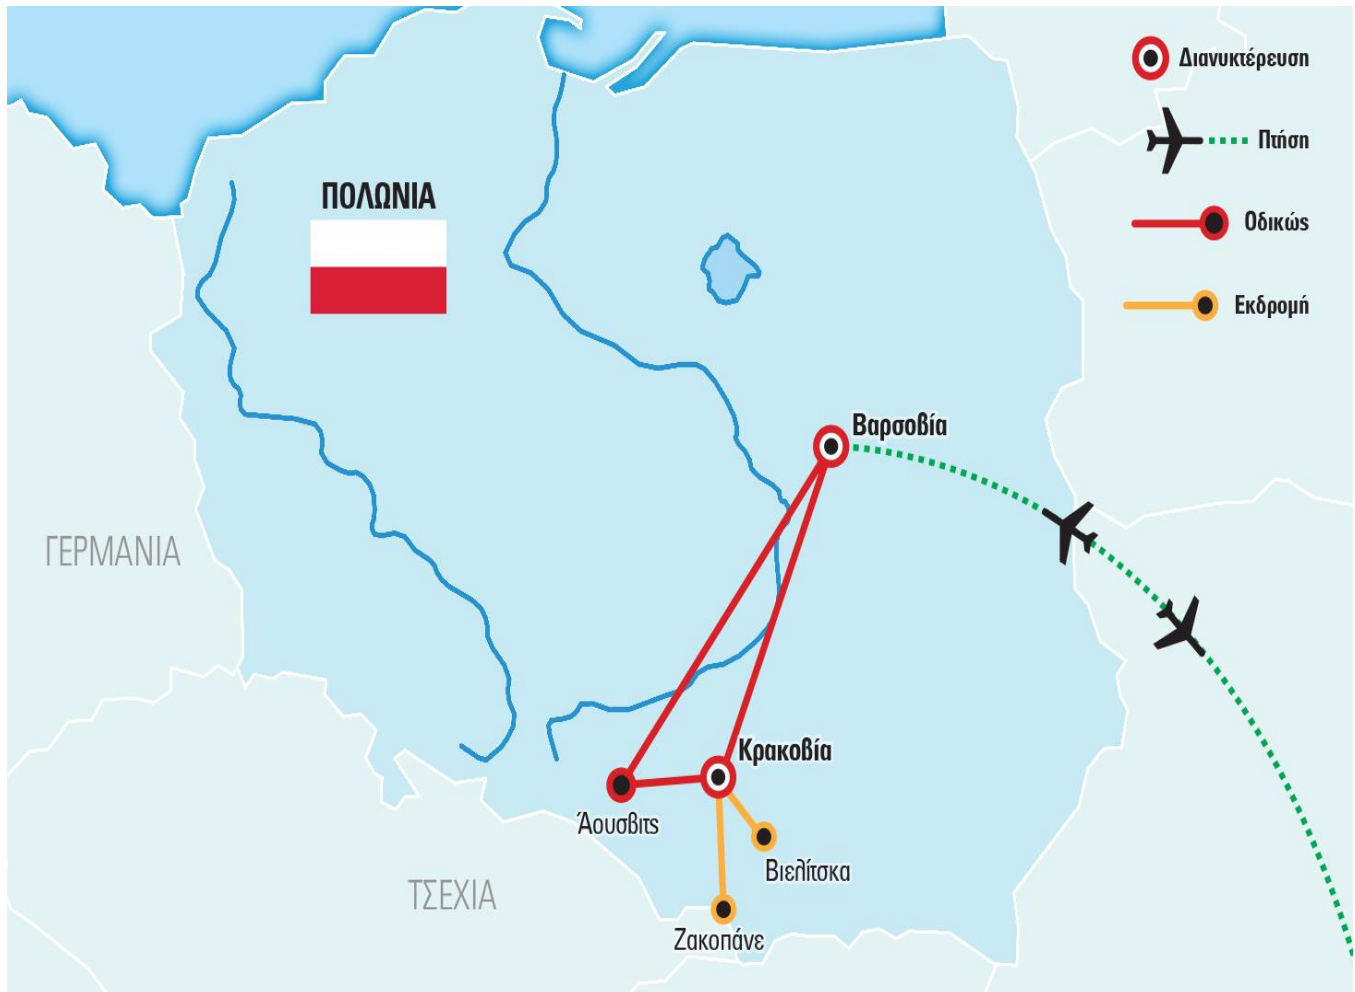 Διανυκτέρευση
Πτήση
ΠΟΛΩΝΙΑ
Οδικώς
Εκδρομή
Βαρσοβία
ΓΕΡΜΑΝΙΑ
Κρακοβία
Άουσβιτς
Βιελίτσκα
ΤΣΕΧΙΑ
Ζακοπάνε